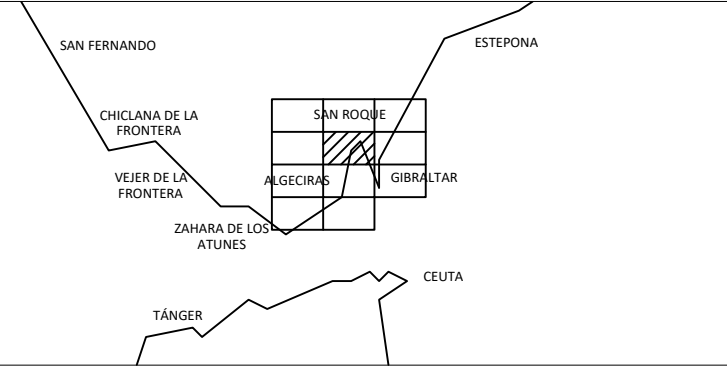 SAN FERNANDO
ESTEPONA
CHICLANA DE LA
FRONTERA
SAN ROQUE
VEJER DE LA
FRONTERA
ALGECIRAS
GIBRALTAR
ZAHARA DE LOS
ATUNES
CEUTA
TÁNGER